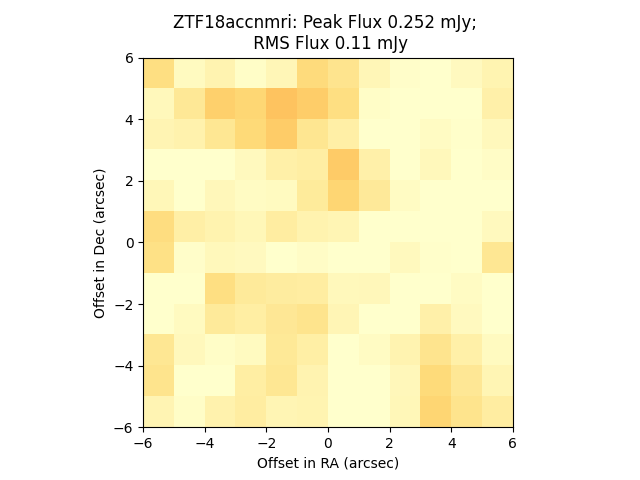 ZTF18accnmri: Peak Flux 0.252 mJy;
RMS Flux 0.11 mJy
6
4
2
0
−2
−4
−6
Offset in Dec (arcsec)
−6 −4 −2 0 2 4 6
Offset in RA (arcsec)